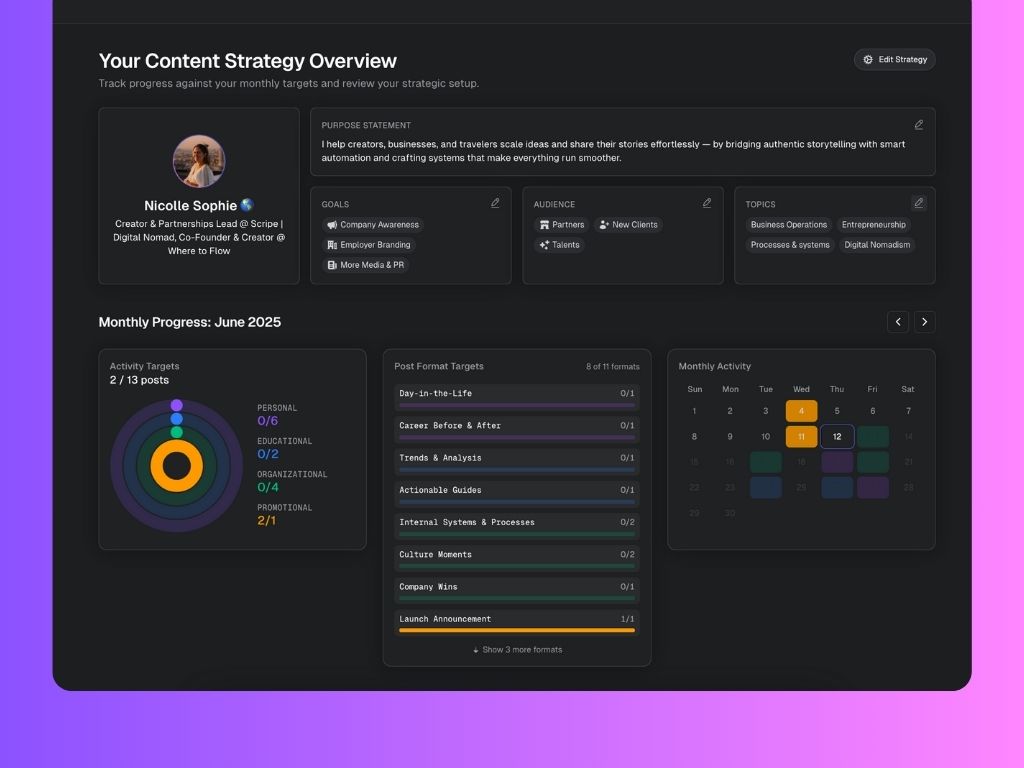 Your Content Strategy Overview
Edit Strategy
Track progress against your monthly targets and review your strategic setup.
Nicolle Sophie
Creator & Partnerships Lead @ Scripe |
Digital Nomad, Co-Founder & Creator @
Where to Flow
PURPOSE STATEMENT
I help creators, businesses, and travelers scale ideas and share their stories effortlessly — by bridging authentic storytelling with smart
automation and crafting systems that make everything run smoother.
GOALS
Company Awareness
Employer Branding
More Media & PR
AUDIENCE
Partners New Clients
Talents
TOPICS
Business Operations Entrepreneurship
Processes & systems Digital Nomadism
Monthly Progress: June 2025
Activity Targets
2 / 13 posts
PERSONAL
0/6
EDUCATIONAL
0/2
ORGANIZATIONAL
0/4
PROMOTIONAL
2/1
Post Format Targets 8 of 11 formats
Day-in-the-Life 0/1
Career Before & After 0/1
Trends & Analysis 0/1
Actionable Guides 0/1
Internal Systems & Processes 0/2
Culture Moments 0/2
Company Wins 0/1
Launch Announcement 1/1
Show 3 more formats
Monthly Activity
Sun Mon Tue Wed Thu Fri Sat
1 2 3 4 5 6 7
8 9 10 11 12 14
15 16 18 21
22 23 25 28
29 30